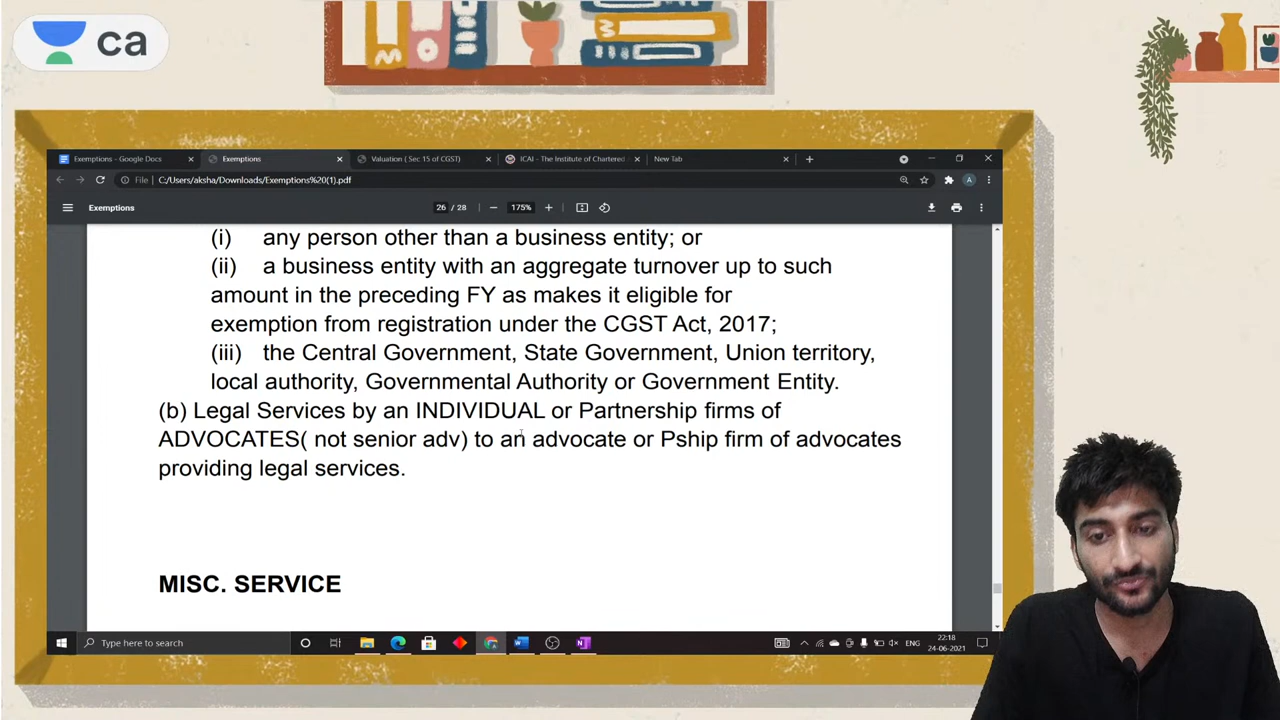 ca
Exemptions - Google Docs
Exemptions
Valuation ( Sec.15 of CGST)
ICAI - The Institute of Chartered
New Tab
File
C:/Users/aksha/Downloads/Exemptions%20(1).pdf
A
Exemptions
26 / 28
175%
(i) any person other than a business entity; or
(ii) a business entity with an aggregate turnover up to such
amount in the preceding FY as makes it eligible for
exemption from registration under the CGST Act, 2017;
(iii) the Central Government, State Government, Union territory,
local authority, Governmental Authority or Government Entity.
(b) Legal Services by an INDIVIDUAL or Partnership firms of
ADVOCATES( not senior adv) to an advocate or Pship firm of advocates
providing legal services.
MISC. SERVICE
Type here to search
ENG
22:18
24-06-2021